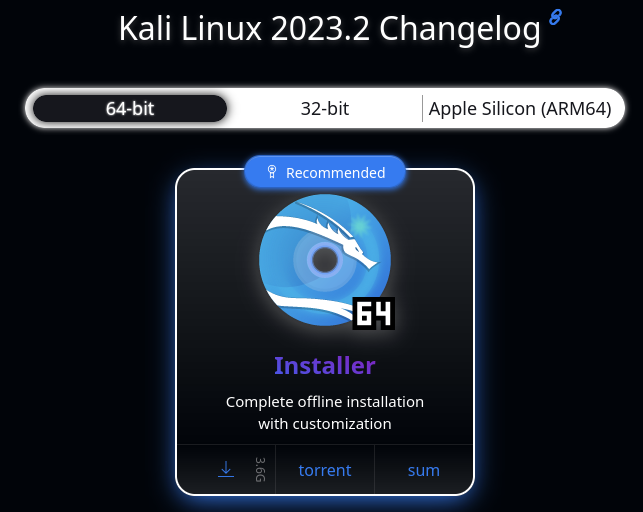 Kali Linux 2023.2 Changelog
64-bit
32-bit
Apple Silicon (ARM64)
Recommended
64
Installer
Complete offline installation
with customization
3.6G
torrent
sum